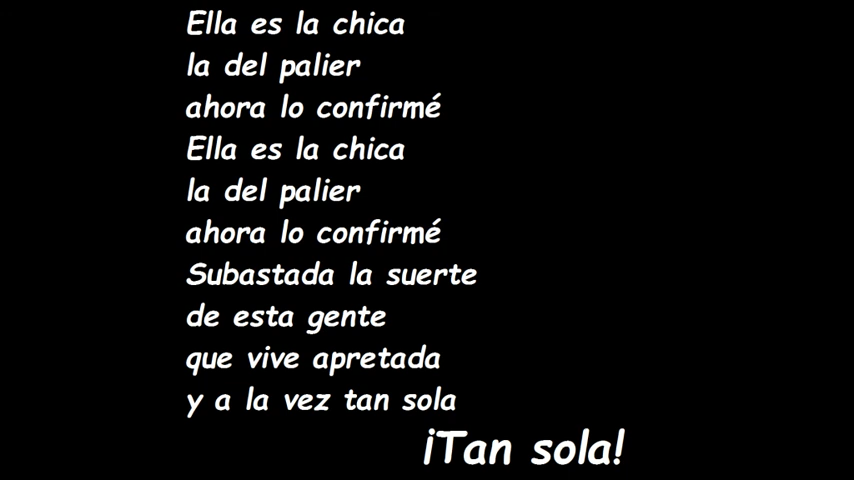 Ella es la chica
la del palier
ahora lo confirmé
Ella es la chica
la del palier
ahora lo confirmé
Subastada la suerte
de esta gente
que vive apretada
y a la vez tan sola
¡Tan sola!